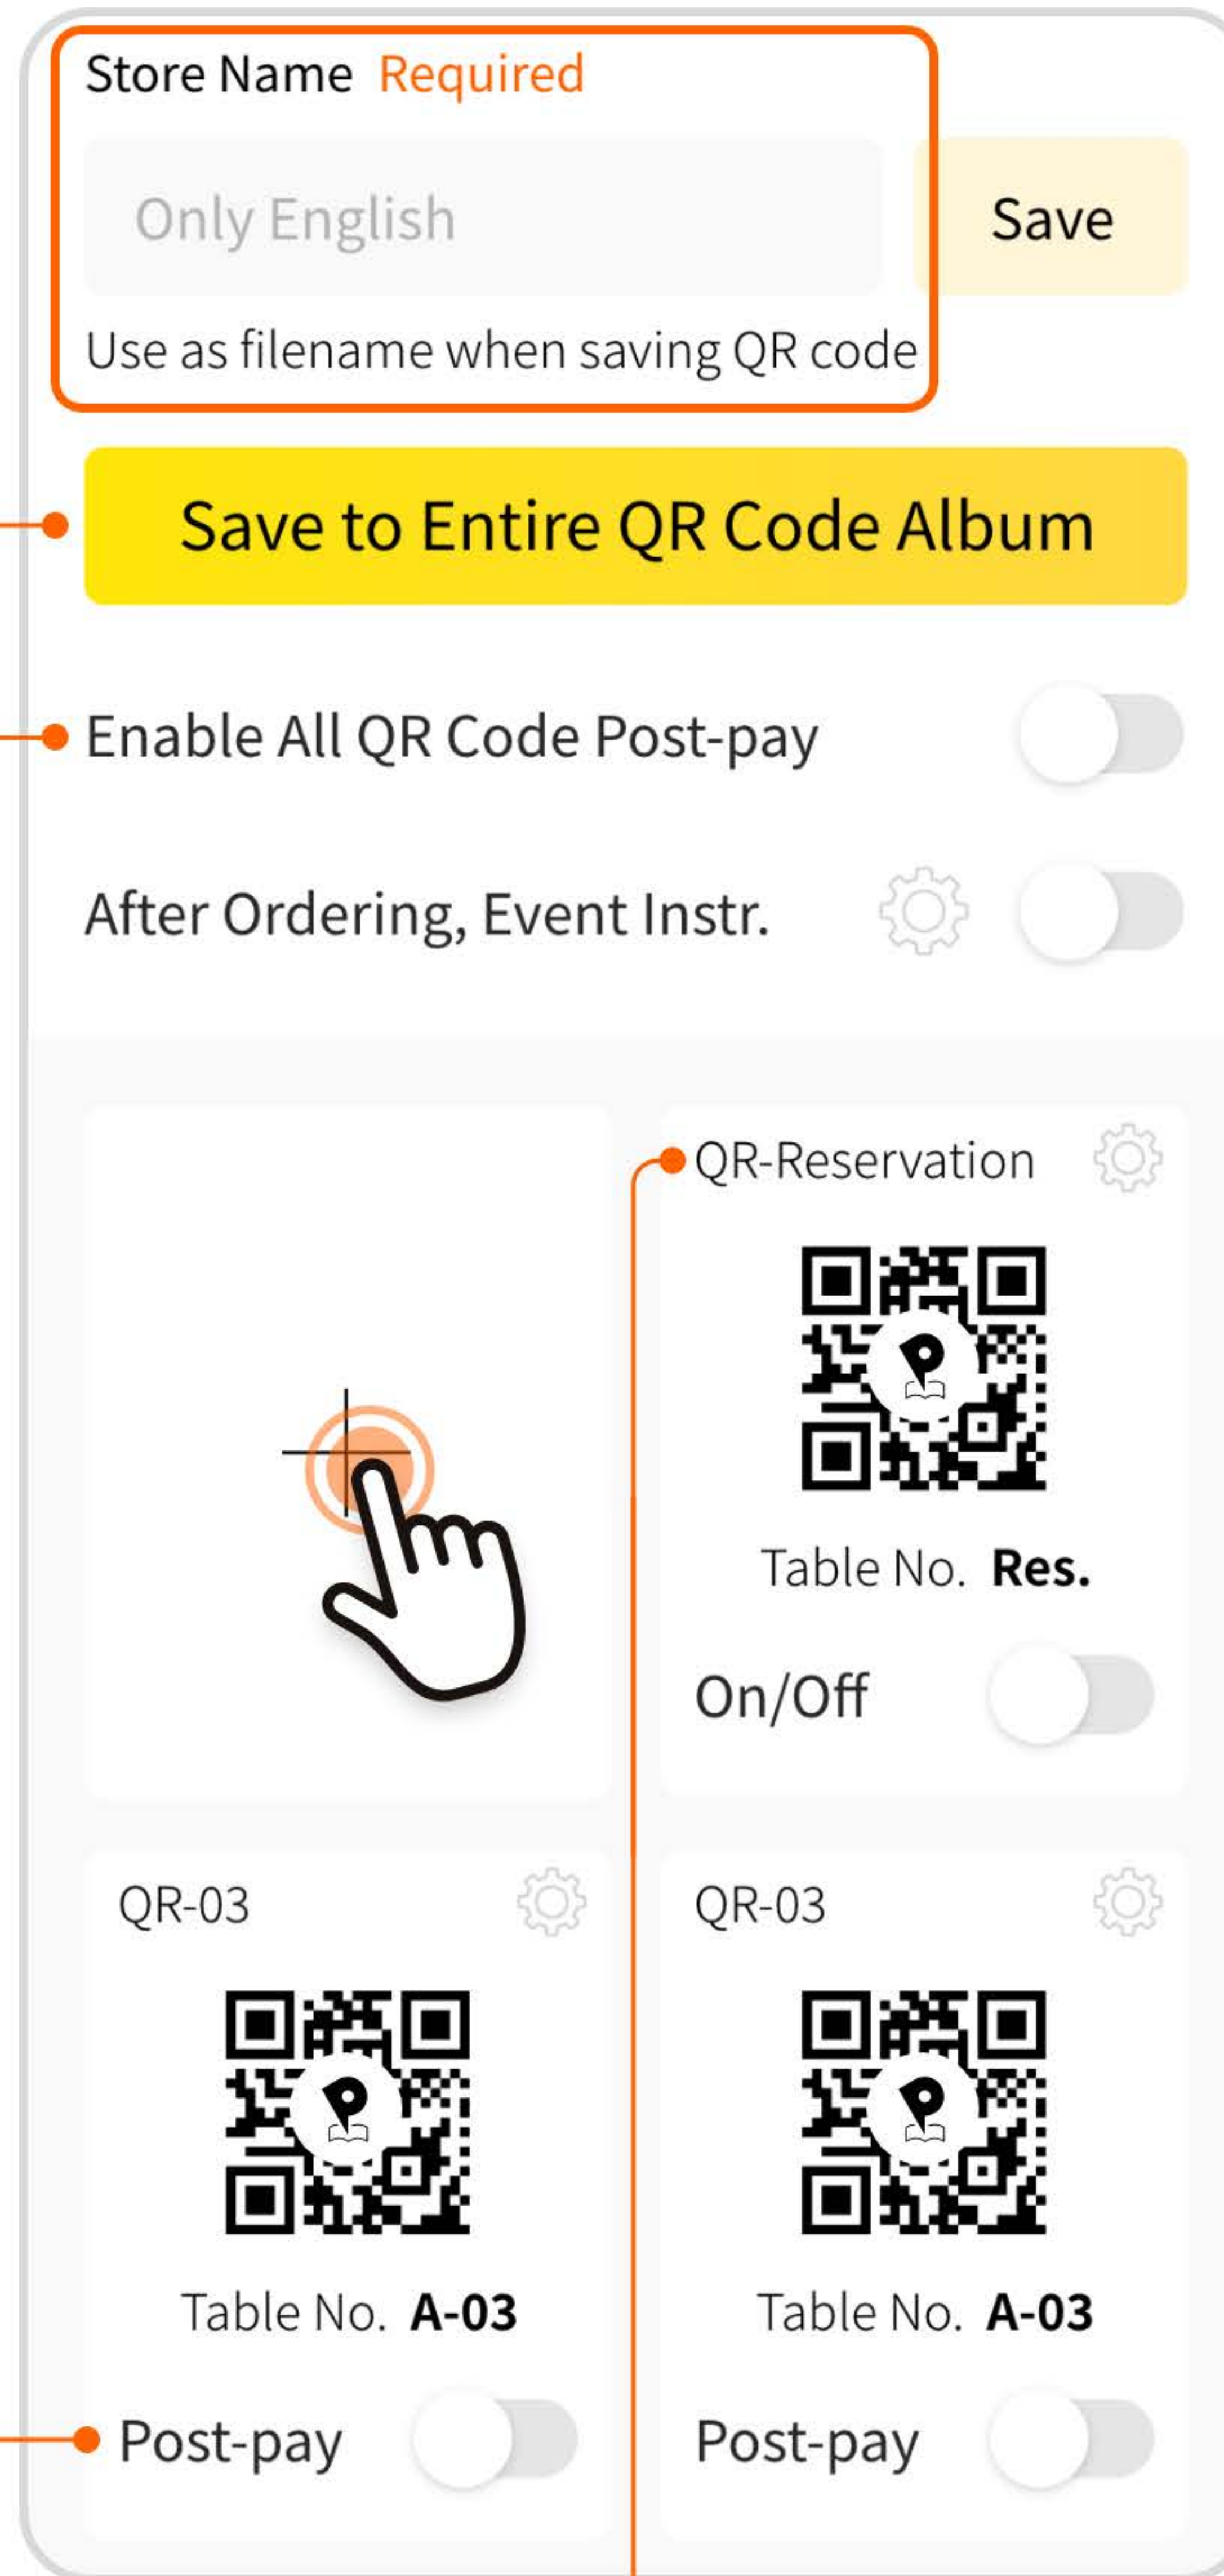 Store Name Required
Only English
Save
Use as filename when saving QR code
Save to Entire QR Code Album
Enable All QR Code Post-pay
After Ordering, Event Instr.
QR-Reservation
Table No. Res.
On/Off
QR-03
Table No. A-03
Post-pay
QR-03
Table No. A-03
Post-pay